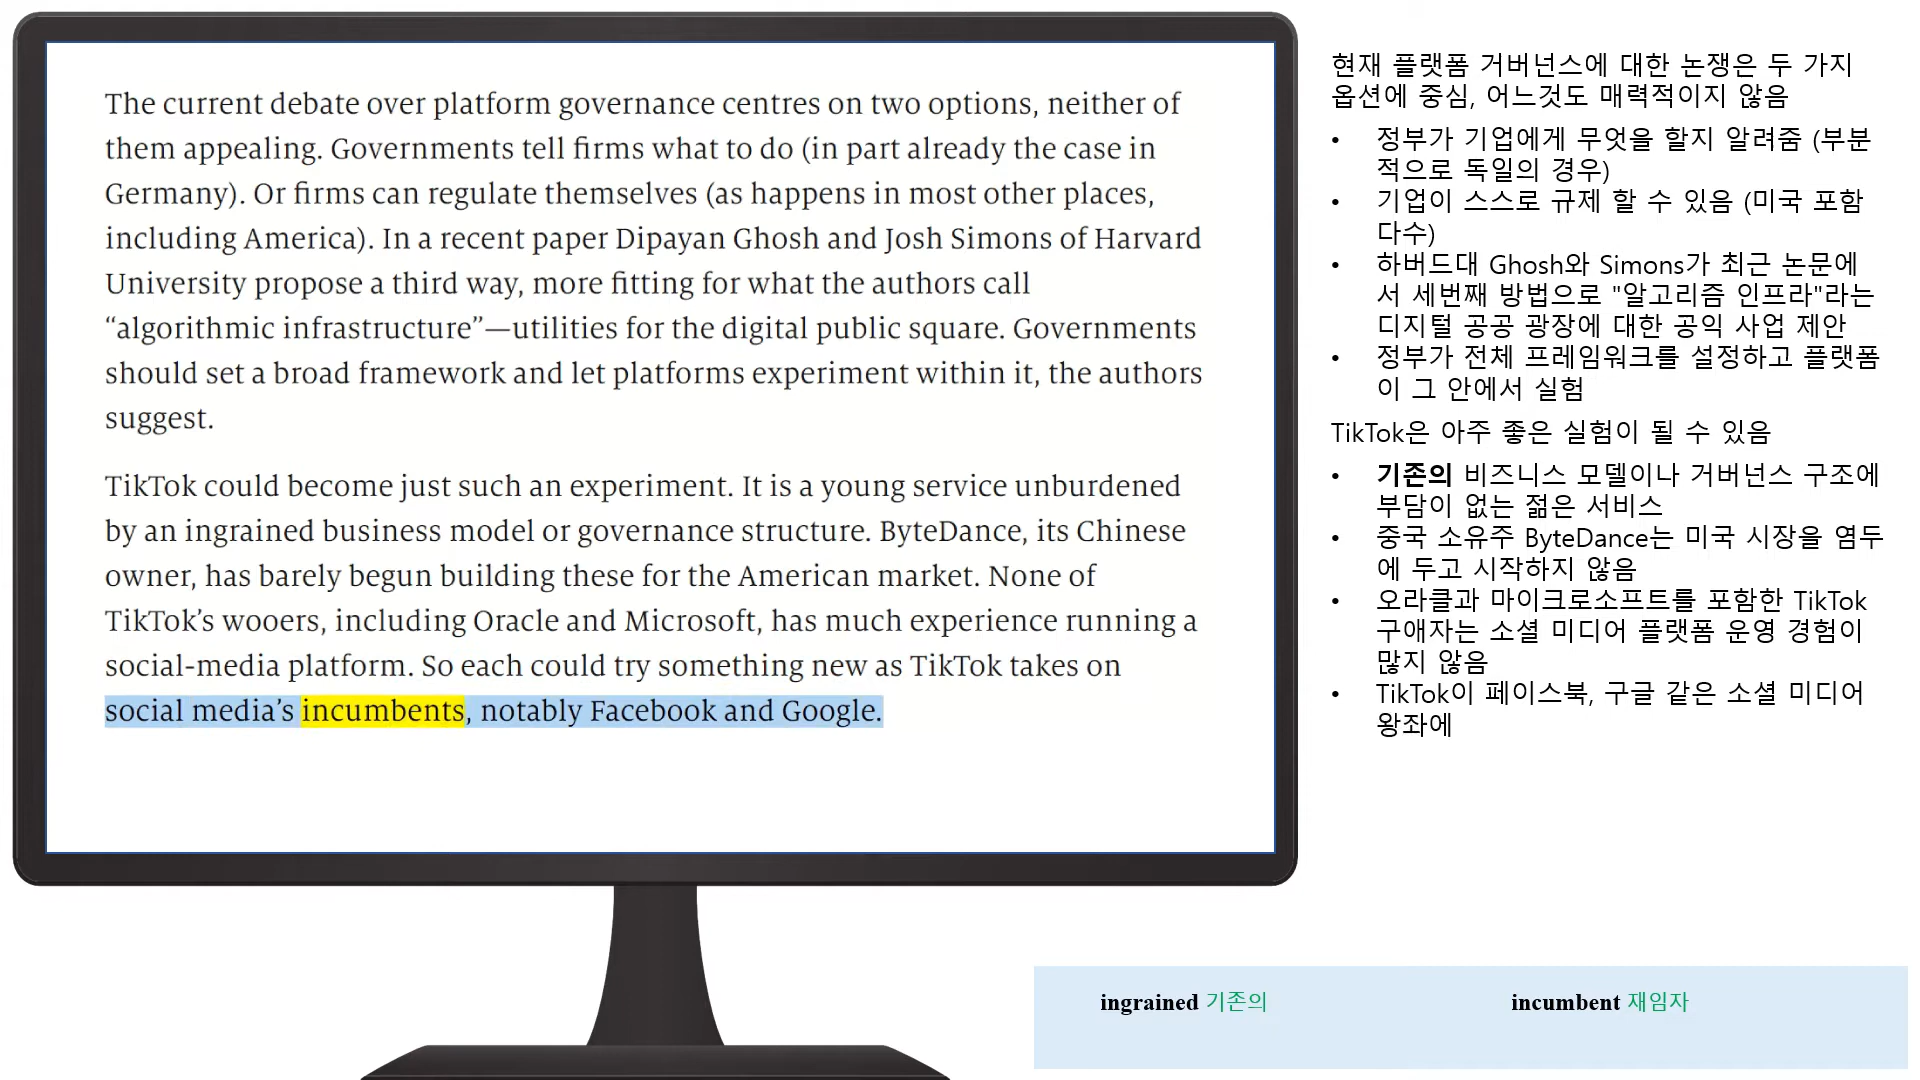 The current debate over platform governance centres on two options, neither of
them appealing. Governments tell firms what to do (in part already the case in
Germany). Or firms can regulate themselves (as happens in most other places,
including America). In a recent paper Dipayan Ghosh and Josh Simons of Harvard
University propose a third way, more fitting for what the authors call
“algorithmic infrastructure”—utilities for the digital public square. Governments
should set a broad framework and let platforms experiment within it, the authors
suggest.
TikTok could become just such an experiment. It is a young service unburdened
by an ingrained business model or governance structure. ByteDance, its Chinese
owner, has barely begun building these for the American market. None of
TikTok’s wooers, including Oracle and Microsoft, has much experience running a
social-media platform. So each could try something new as TikTok takes on
social media’s incumbents, notably Facebook and Google.
현재 플랫폼 거버넌스에 대한 논쟁은 두 가지
옵션에 중심, 어느것도 매력적이지 않음
• 정부가 기업에게 무엇을 할지 알려줌 (부분
적으로 독일의 경우)
• 기업이 스스로 규제 할 수 있음 (미국 포함
다수)
• 하버드대 Ghosh와 Simons가 최근 논문에
서 세번째 방법으로 "알고리즘 인프라"라는
디지털 공공 광장에 대한 공익 사업 제안
• 정부가 전체 프레임워크를 설정하고 플랫폼
이 그 안에서 실험
TikTok은 아주 좋은 실험이 될 수 있음
• 기존의 비즈니스 모델이나 거버넌스 구조에
부담이 없는 젊은 서비스
• 중국 소유주 ByteDance는 미국 시장을 염두
에 두고 시작하지 않음
• 오라클과 마이크로소프트를 포함한 TikTok
구애자는 소셜 미디어 플랫폼 운영 경험이
많지 않음
• TikTok이 페이스북, 구글 같은 소셜 미디어
왕좌에
ingrained 기존의
incumbent 재임자